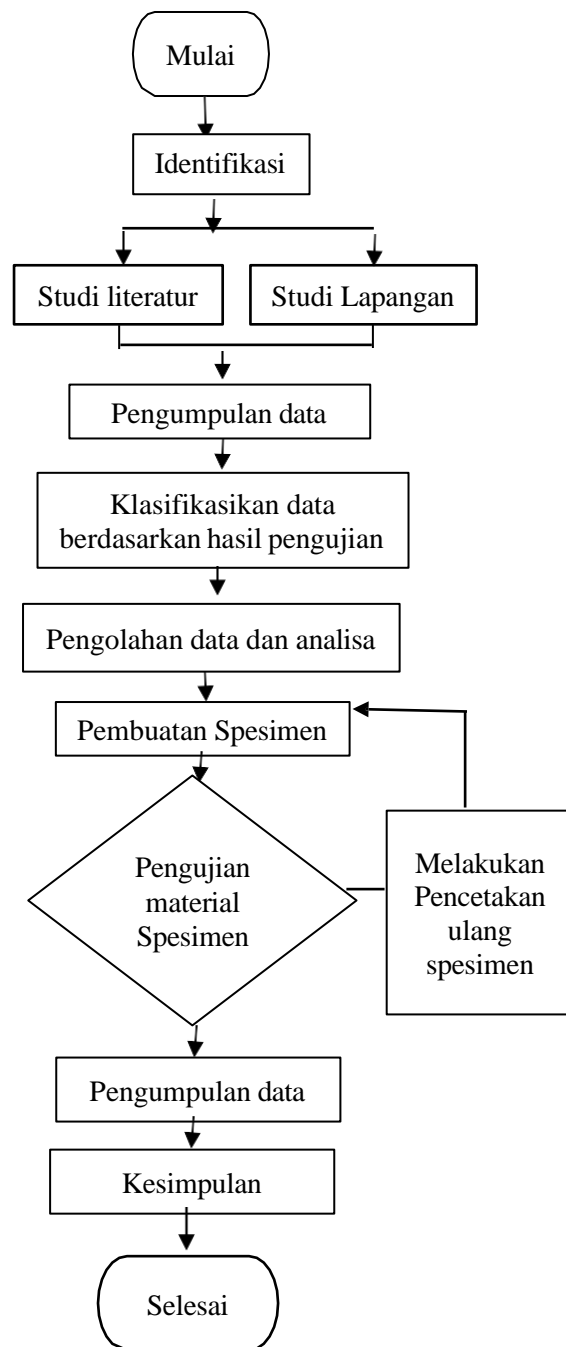 Mulai
Identifikasi
Studi literatur
Studi Lapangan
Pengumpulan data
Klasifikasikan data
berdasarkan hasil pengujian
Pengolahan data dan analisa
Pembuatan Spesimen
Pengujian
material
Spesimen
Melakukan
Pencetakan
ulang
spesimen
Pengumpulan data
Kesimpulan
Selesai